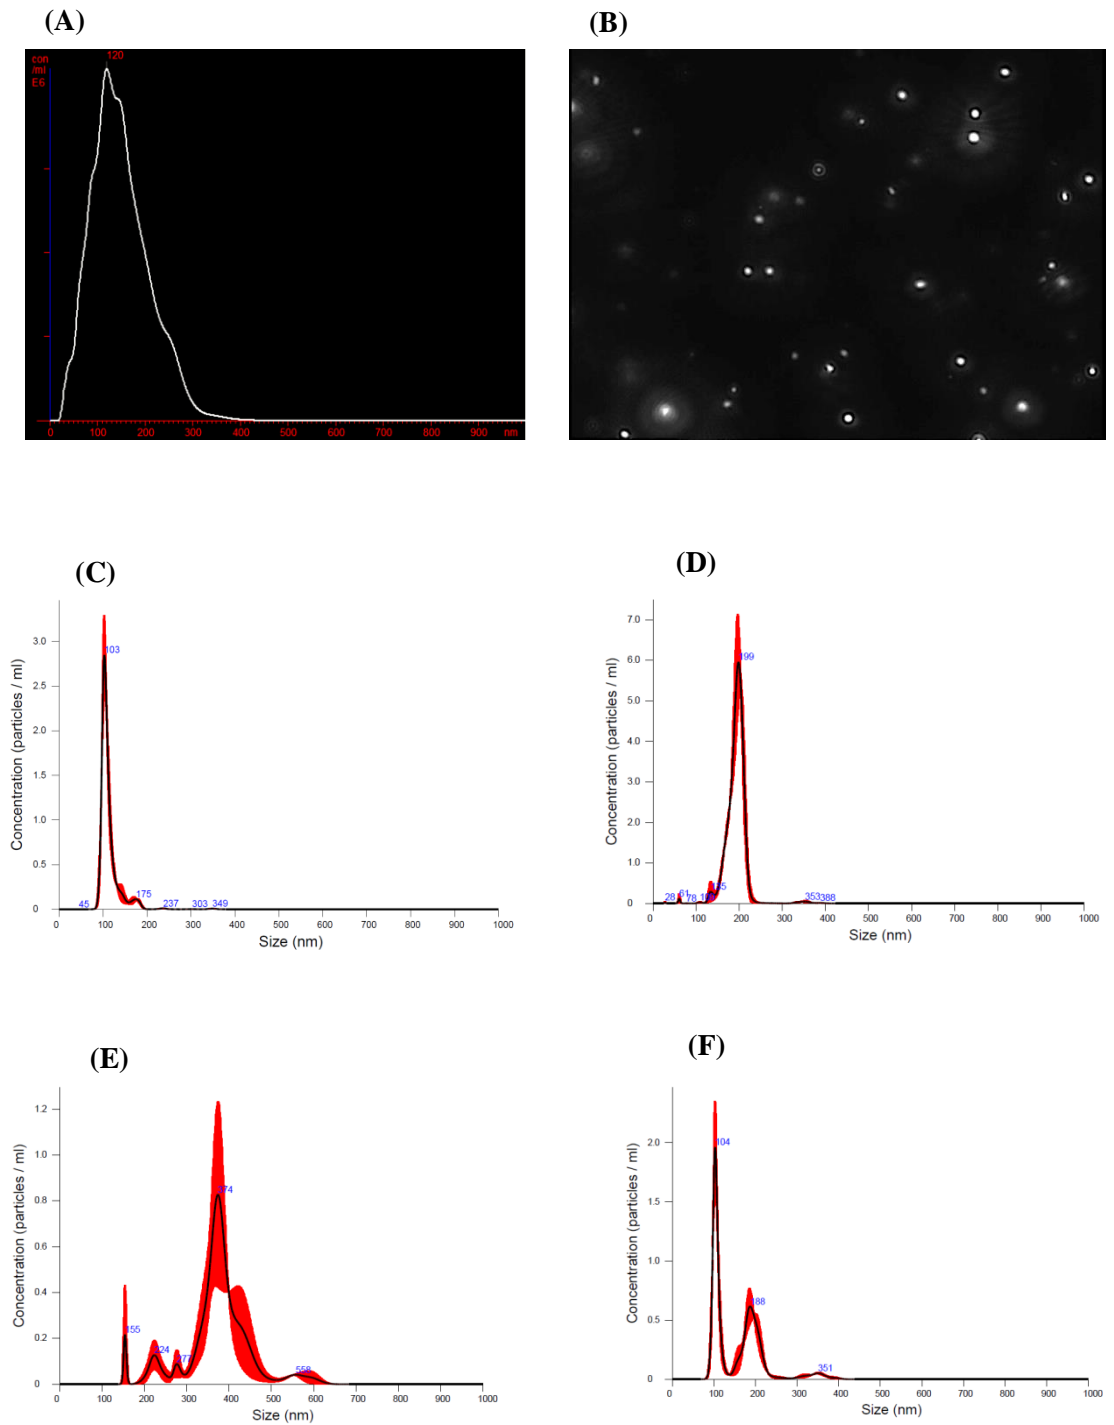 (A)
(B)
con
/ml
E6
120
0 100 200 300 400 500 600 700 800 900 nm
(C)
(D)
Concentration (particles / ml)
3.0
2.5
2.0
1.5
1.0
0.5
0
103
45
175
237
303
349
0 100 200 300 400 500 600 700 800 900 1000
Size (nm)
Concentration (particles / ml)
7.0
6.0
5.0
4.0
3.0
2.0
1.0
0
199
28
61
78
353
388
0 100 200 300 400 500 600 700 800 900 1000
Size (nm)
(E)
(F)
Concentration (particles / ml)
1.2
1.0
0.8
0.6
0.4
0.2
0
155
224
277
374
558
0 100 200 300 400 500 600 700 800 900 1000
Size (nm)
Concentration (particles / ml)
2.0
1.5
1.0
0.5
0
104
188
351
0 100 200 300 400 500 600 700 800 900 1000
Size (nm)